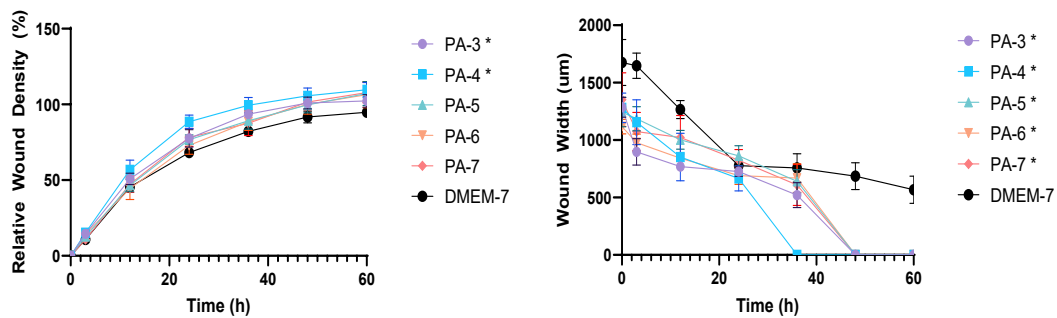 Relative Wound Density (%)
150
100
50
0
0
20
40
60
Time (h)
PA-3 *
PA-4 *
PA-5
PA-6
PA-7
DMEM-7
Wound Width (um)
2000
1500
1000
500
0
0
20
40
60
Time (h)
PA-3 *
PA-4 *
PA-5 *
PA-6 *
PA-7 *
DMEM-7